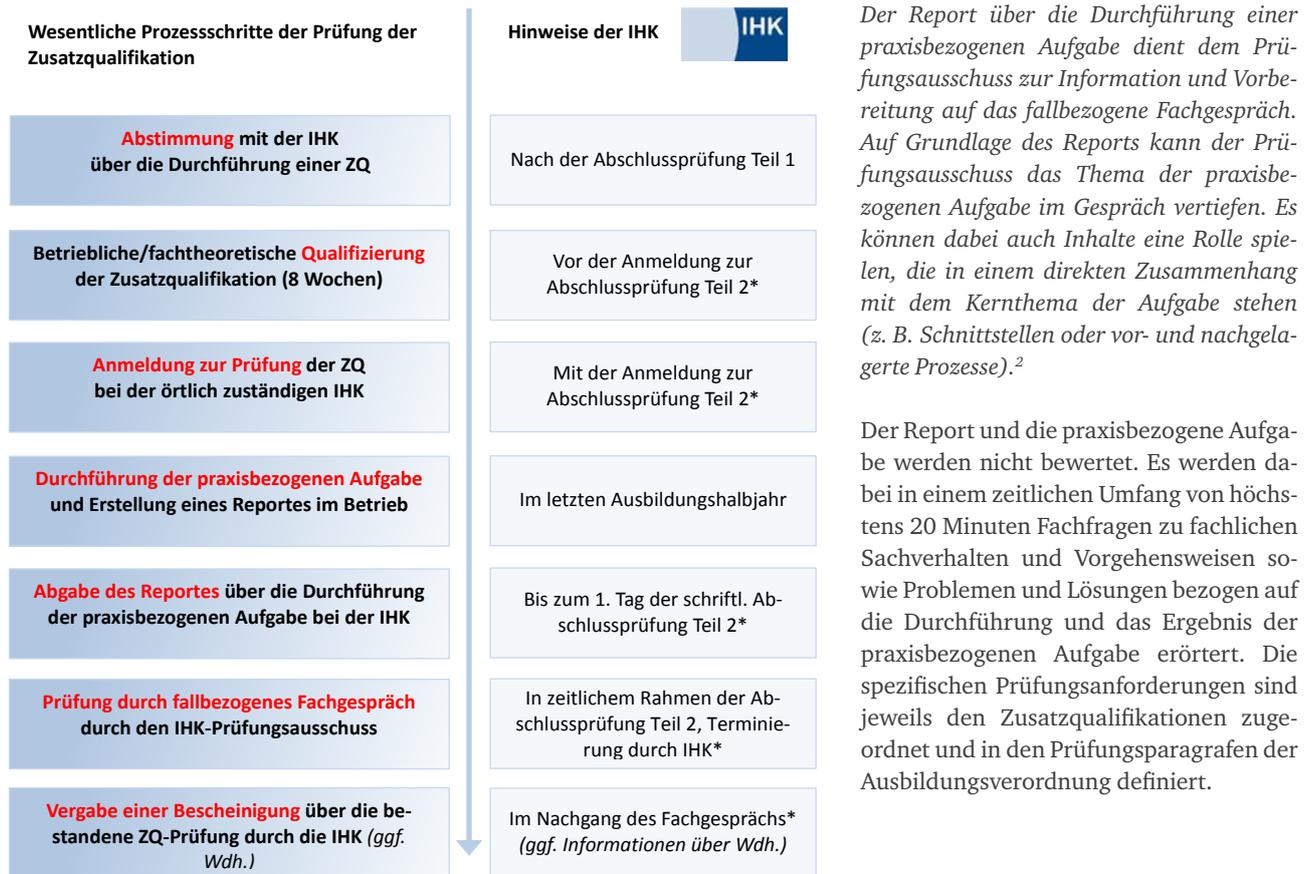 Wesentliche Prozessschritte der Prüfung der
Zusatzqualifikation
Hinweise der IHK
IHK
Abstimmung mit der IHK
über die Durchführung einer ZQ
Nach der Abschlussprüfung Teil 1
Betriebliche/fachtheoretische Qualifizierung
der Zusatzqualifikation (8 Wochen)
Vor der Anmeldung zur
Abschlussprüfung Teil 2*
Anmeldung zur Prüfung der ZQ
bei der örtlich zuständigen IHK
Mit der Anmeldung zur
Abschlussprüfung Teil 2*
Durchführung der praxisbezogenen Aufgabe
und Erstellung eines Reportes im Betrieb
Im letzten Ausbildungshalbjahr
Abgabe des Reportes über die Durchführung
der praxisbezogenen Aufgabe bei der IHK
Bis zum 1. Tag der schriftl. Ab-
schlussprüfung Teil 2*
Prüfung durch fallbezogenes Fachgespräch
durch den IHK-Prüfungsausschuss
In zeitlichem Rahmen der Ab-
schlussprüfung Teil 2, Terminie-
rung durch IHK*
Vergabe einer Bescheinigung über die be-
standene ZQ-Prüfung durch die IHK (ggf.
Wdh.)
Im Nachgang des Fachgesprächs*
(ggf. Informationen über Wdh.)
Der Report über die Durchführung einer
praxisbezogenen Aufgabe dient dem Prü-
fungsausschuss zur Information und Vorbe-
reitung auf das fallbezogene Fachgespräch.
Auf Grundlage des Reports kann der Prü-
fungsausschuss das Thema der praxisbe-
zogenen Aufgabe im Gespräch vertiefen. Es
können dabei auch Inhalte eine Rolle spie-
len, die in einem direkten Zusammenhang
mit dem Kernthema der Aufgabe stehen
(z. B. Schnittstellen oder vor- und nachgela-
gerte Prozesse).²
Der Report und die praxisbezogene Aufga-
be werden nicht bewertet. Es werden da-
bei in einem zeitlichen Umfang von höchs-
tens 20 Minuten Fachfragen zu fachlichen
Sachverhalten und Vorgehensweisen so-
wie Problemen und Lösungen bezogen auf
die Durchführung und das Ergebnis der
praxisbezogenen Aufgabe erörtert. Die
spezifischen Prüfungsanforderungen sind
jeweils den Zusatzqualifikationen zuge-
ordnet und in den Prüfungsparagrafen der
Ausbildungsverordnung definiert.